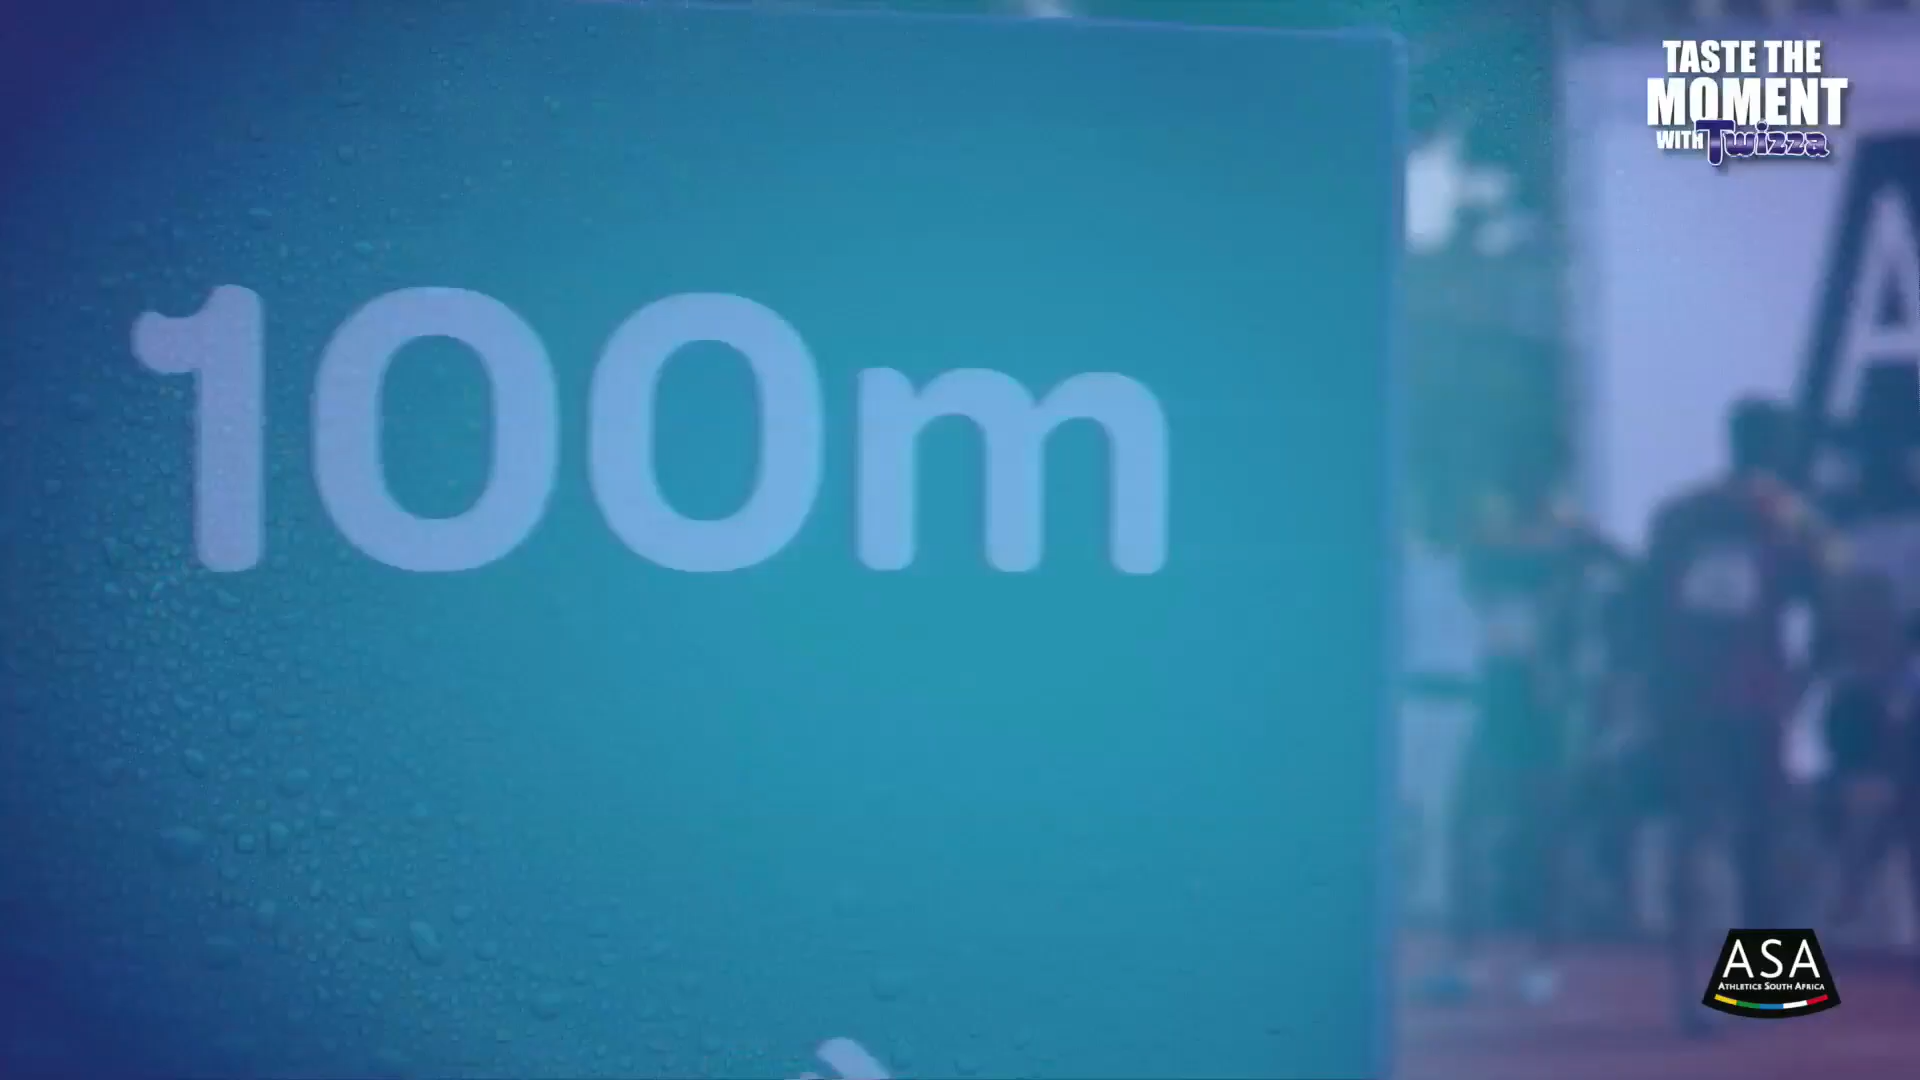 TASTE THE
MOMENT
WITH Twizza
100m
A
ASA
ATHLETICS SOUTH AFRICA